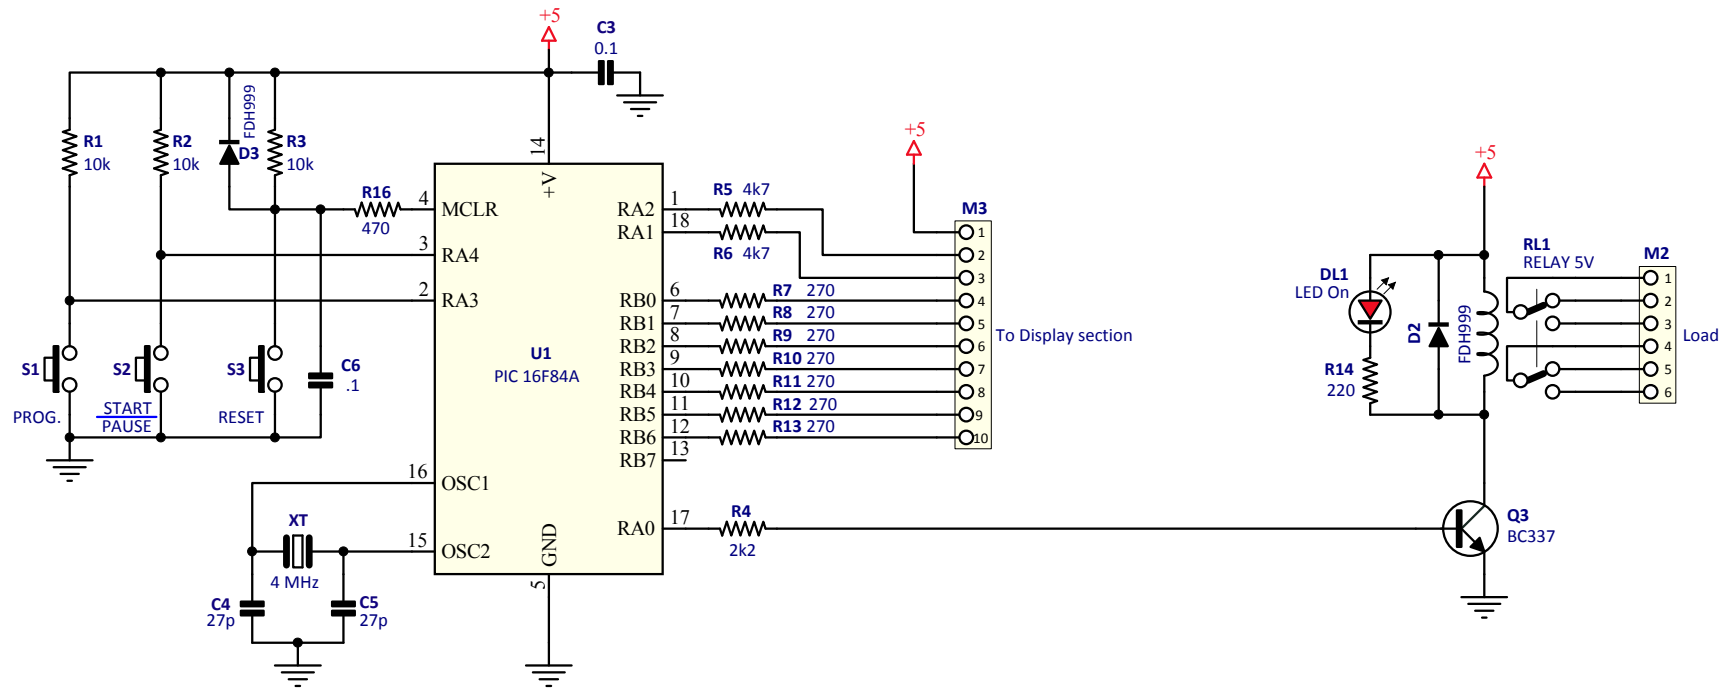 +5
C3
0.1
R1
10k
R2
10k
FDH999
D3
R3
10k
R16
470
14
+V
4
MCLR
3
RA4
2
RA3
U1
PIC 16F84A
RA2
1
RA1
18
R5 4k7
R6 4k7
RB0
6
R7 270
RB1
7
R8 270
RB2
8
R9 270
RB3
9
R10 270
RB4
10
R11 270
RB5
11
R12 270
RB6
12
R13 270
RB7
13
RA0
17
R4
2k2
16
OSC1
15
OSC2
GND
5
S1
PROG.
S2
START
PAUSE
S3
RESET
C6
.1
XT
4 MHz
C4
27p
C5
27p
+5
M3
1
2
3
4
5
6
7
8
9
10
To Display section
+5
DL1
LED On
R14
220
D2
FDH999
RL1
RELAY 5V
M2
1
2
3
4
5
6
Load
Q3
BC337